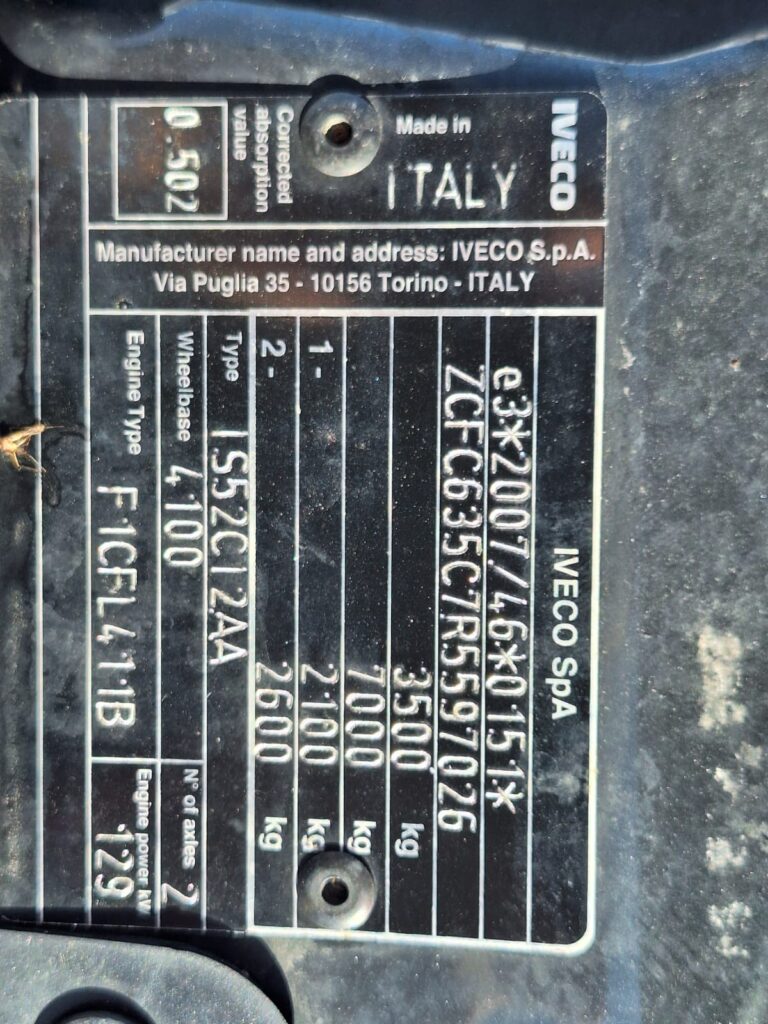 IVECO SpA
e3*2007/46*0151*
ZCFC635C7R5597026
3500 kg
7000 kg
1- 2100 kg
2- 2600 kg
Type IS52CI2AA
Wheelbase 4100 N° of axles 2
Engine Type F1CFL411B Engine power kW 129
Manufacturer name and address: IVECO S.p.A.
Via Puglia 35 - 10156 Torino - ITALY
IVECO
Made in
ITALY
Corrected
absorption
value
0.502